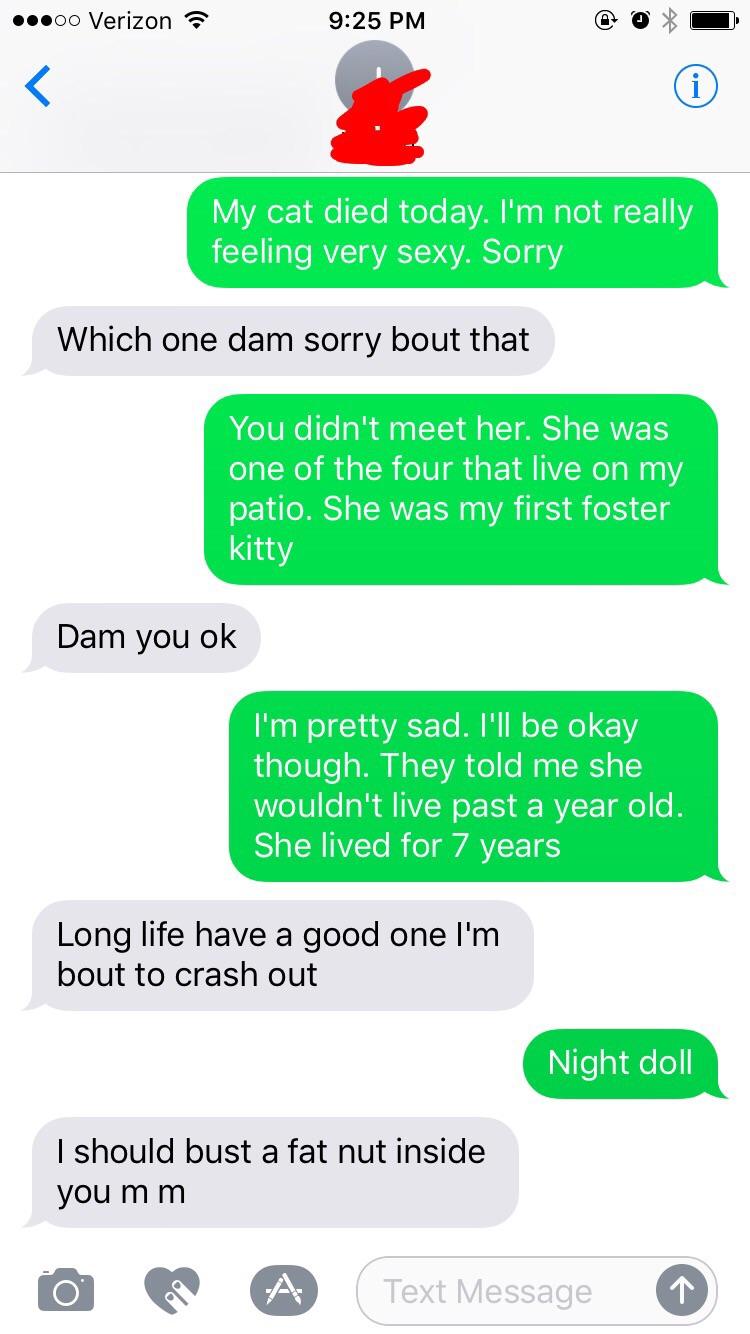 Verizon 9:25 PM
My cat died today. I'm not really
feeling very sexy. Sorry
Which one dam sorry bout that
You didn't meet her. She was
one of the four that live on my
patio. She was my first foster
kitty
Dam you ok
I'm pretty sad. I'll be okay
though. They told me she
wouldn't live past a year old.
She lived for 7 years
Long life have a good one I'm
bout to crash out
Night doll
I should bust a fat nut inside
you m m
Text Message